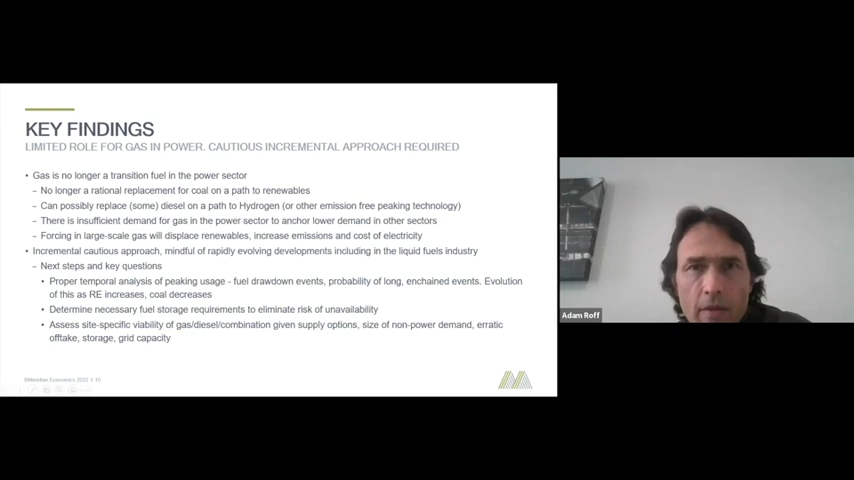 KEY FINDINGS
LIMITED ROLE FOR GAS IN POWER. CAUTIOUS INCREMENTAL APPROACH REQUIRED
• Gas is no longer a transition fuel in the power sector
– No longer a rational replacement for coal on a path to renewables
– Can possibly replace (some) diesel on a path to Hydrogen (or other emission free peaking technology)
– There is insufficient demand for gas in the power sector to anchor lower demand in other sectors
– Forcing in large-scale gas will displace renewables, increase emissions and cost of electricity
• Incremental cautious approach, mindful of rapidly evolving developments including in the liquid fuels industry
– Next steps and key questions
• Proper temporal analysis of peaking usage - fuel drawdown events, probability of long, enchained events. Evolution
of this as RE increases, coal decreases
• Determine necessary fuel storage requirements to eliminate risk of unavailability
• Assess site-specific viability of gas/diesel/combination given supply options, size of non-power demand, erratic
offtake, storage, grid capacity
©Meridian Economics 2022 • 10
Adam Roff